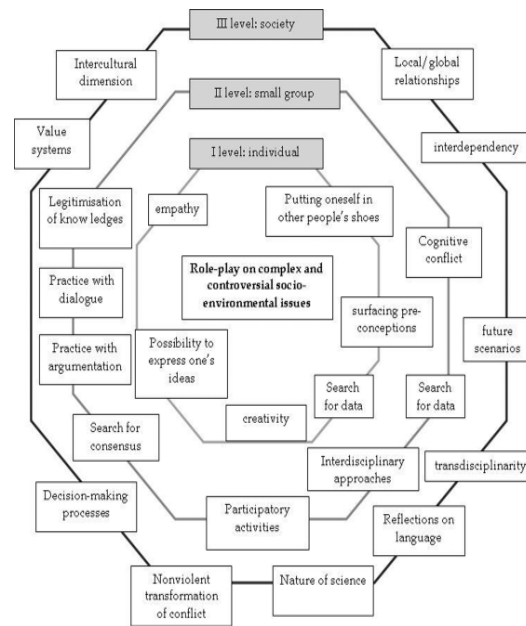 III level: society
Intercultural
dimension
Local/ global
relationships
II level: small group
Value
systems
interdependency
I level: individual
Legitimisation
of know ledges
empathy
Putting oneself in
other people's shoes
Cognitive
conflict
Role-play on complex and
controversial socio-
environmental issues
Practice with
dialogue
surfacing pre-
conceptions
future
scenarios
Practice with
argumentation
Possibility to
express one's
ideas
Search
for data
Search
for data
creativity
Search for
consensus
Interdisciplinary
approaches
transdisciplinarity
Decision-making
processes
Participatory
activities
Reflections on
language
Nonviolent
transformation
of conflict
Nature of science